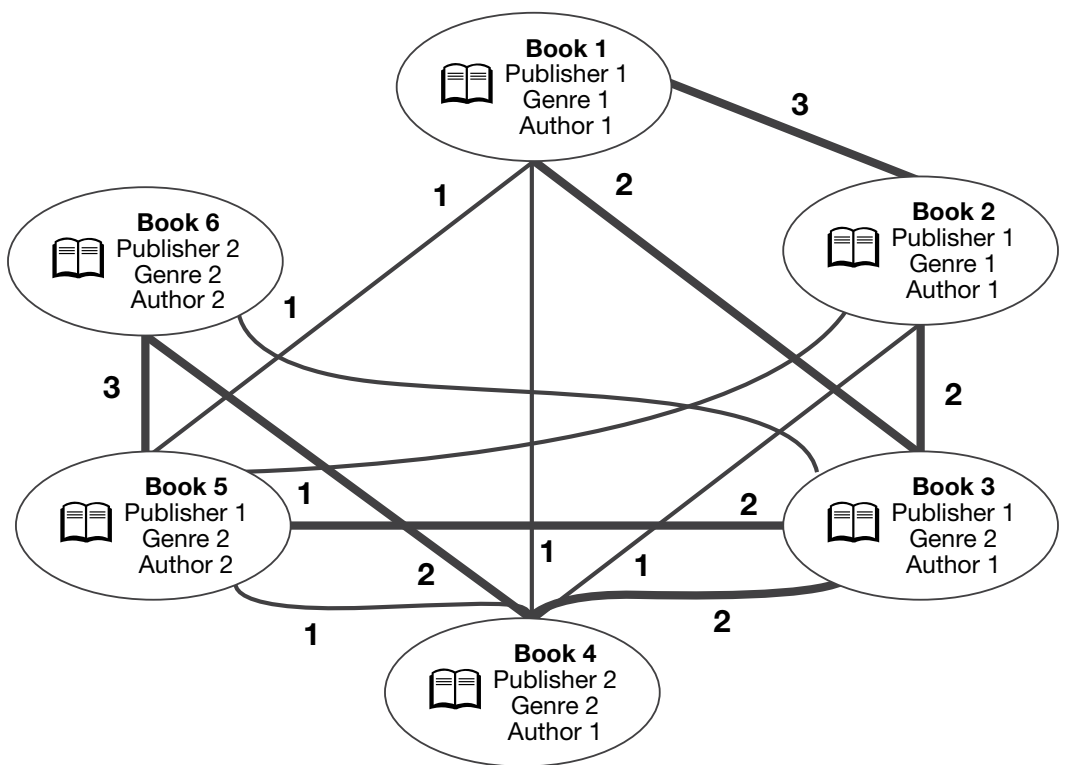 Book 1
Publisher 1
Genre 1
Author 1
3
1
2
Book 6
Publisher 2
Genre 2
Author 2
Book 2
Publisher 1
Genre 1
Author 1
1
3
2
Book 5
Publisher 1
Genre 2
Author 2
Book 3
Publisher 1
Genre 2
Author 1
1
2
1
1
2
1
2
Book 4
Publisher 2
Genre 2
Author 1